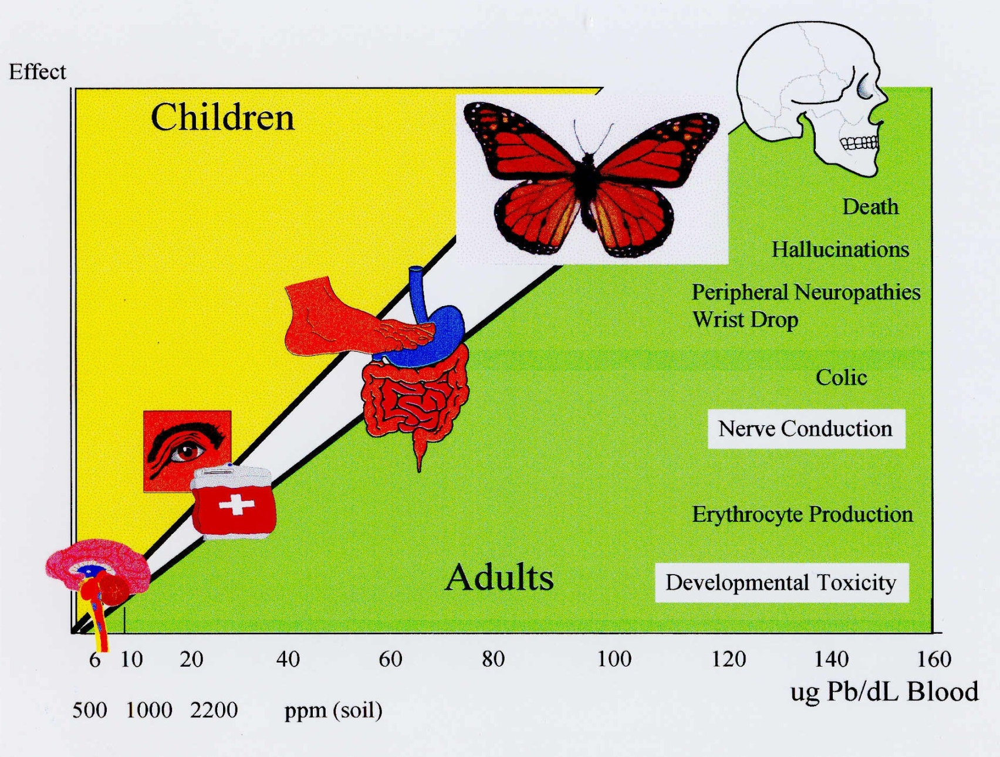 Effect
Children
Death
Hallucinations
Peripheral Neuropathies
Wrist Drop
Colic
Nerve Conduction
Erythrocyte Production
Adults
Developmental Toxicity
6 10 20 40 60 80 100 120 140 160
ug Pb/dL Blood
500 1000 2200 ppm (soil)